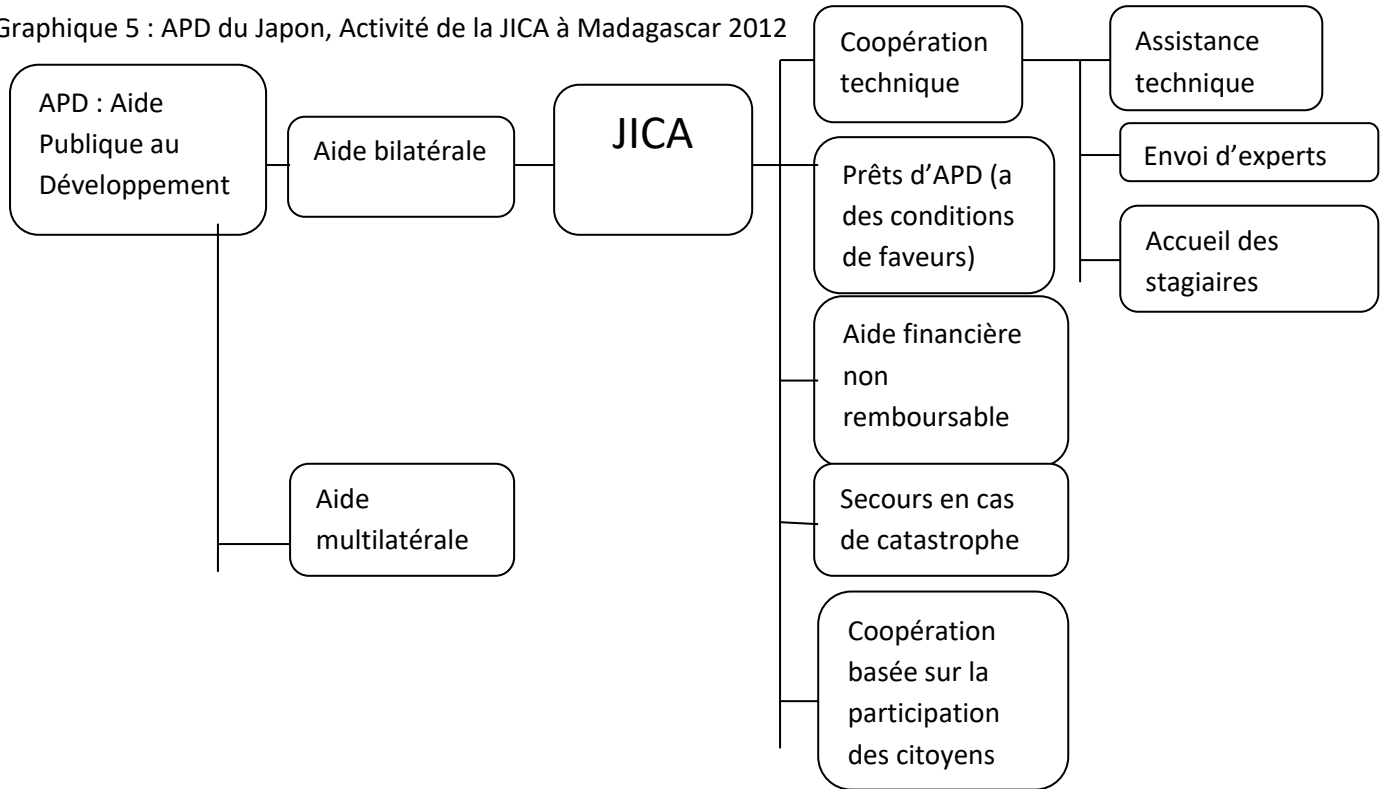 Graphique 5 : APD du Japon, Activité de la JICA à Madagascar 2012
APD : Aide
Publique au
Développement
Aide bilatérale
JICA
Aide
multilatérale
Coopération
technique
Prêts d’APD (a
des conditions
de faveurs)
Aide financière
non
remboursable
Secours en cas
de catastrophe
Coopération
basée sur la
participation
des citoyens
Assistance
technique
Envoi d’experts
Accueil des
stagiaires